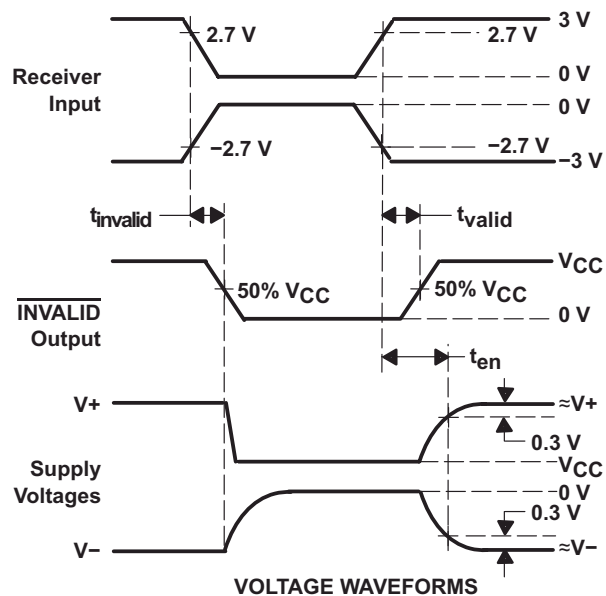 3 V
2.7 V
2.7 V
Receiver
Input
0 V
0 V
−2.7 V
−2.7 V
−3 V
tinvalid
tvalid
VCC
50% VCC
50% VCC
INVALID
Output
0 V
ten
V+
≈V+
0.3 V
Supply
Voltages
VCC
0 V
0.3 V
V−
≈V−
VOLTAGE WAVEFORMS